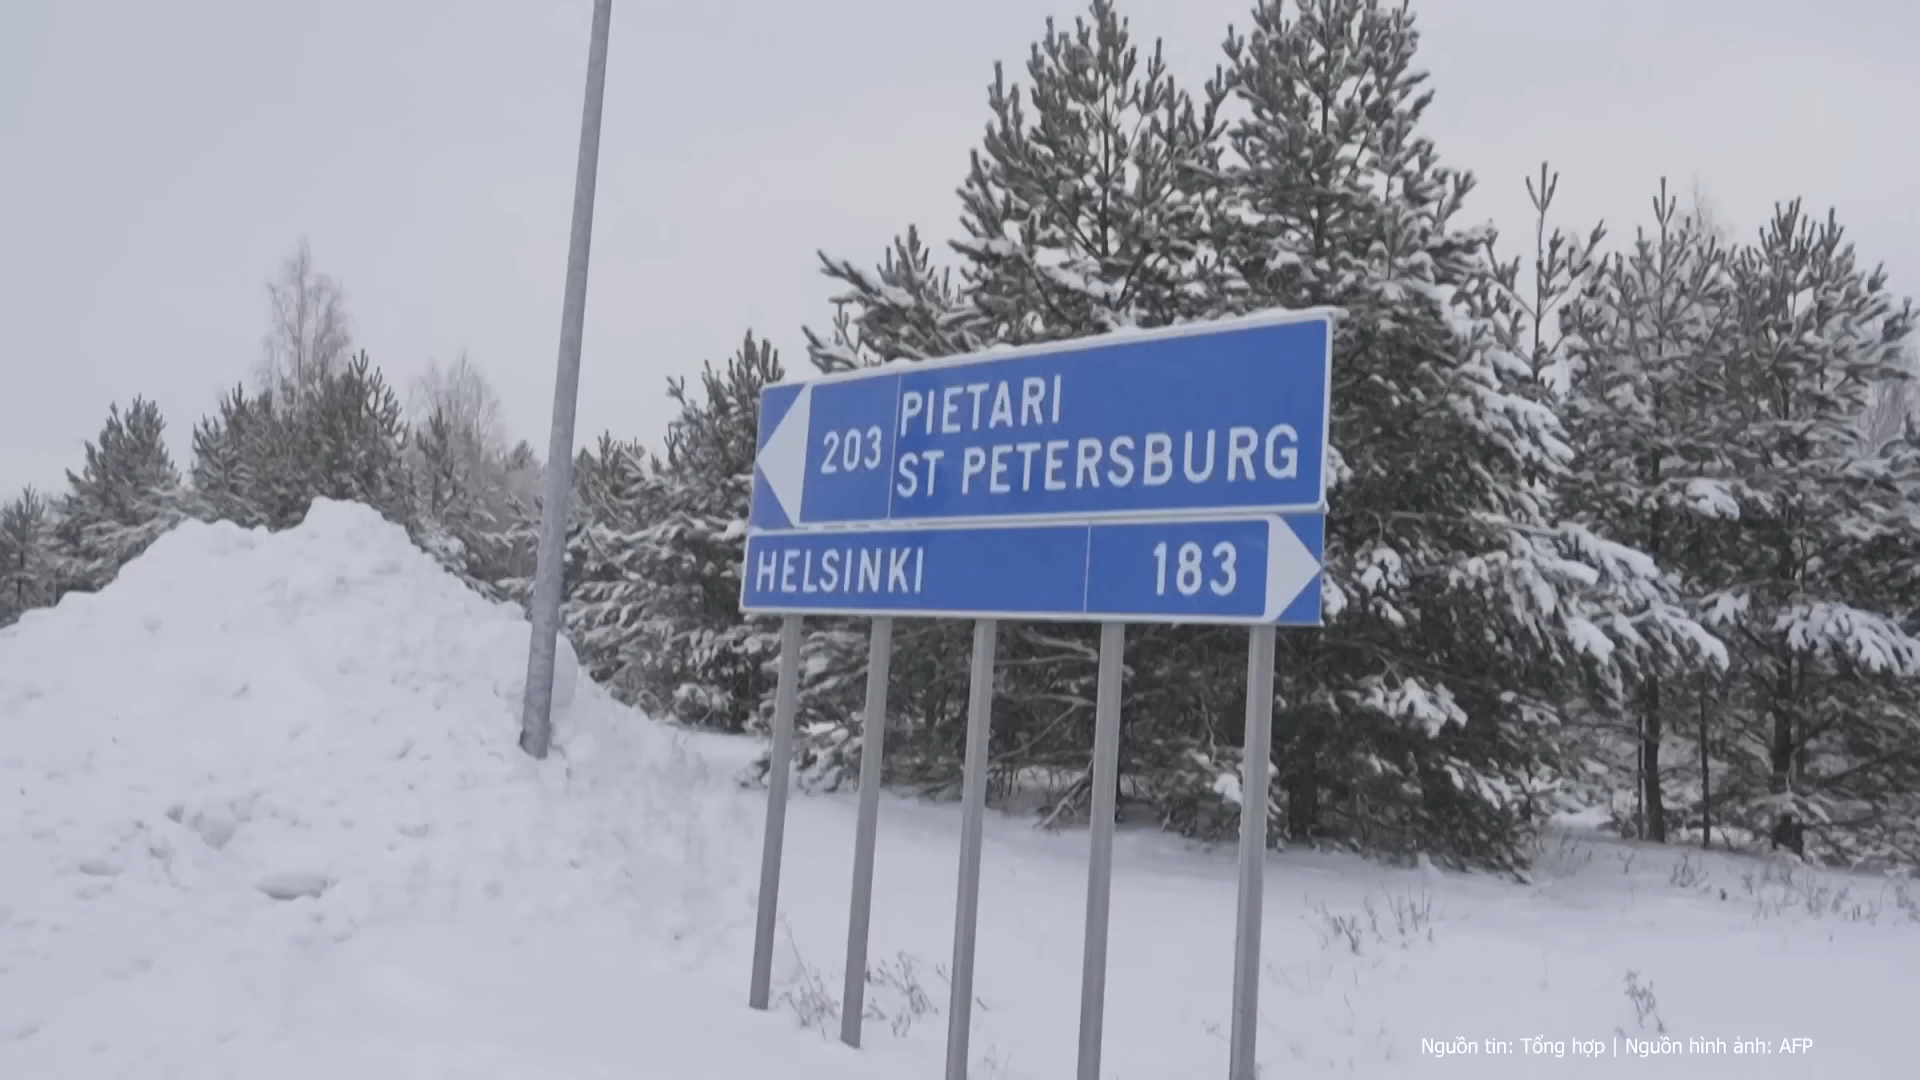 203 PIETARI
ST PETERSBURG
HELSINKI 183
Nguồn tin: Tổng hợp | Nguồn hình ảnh: AFP